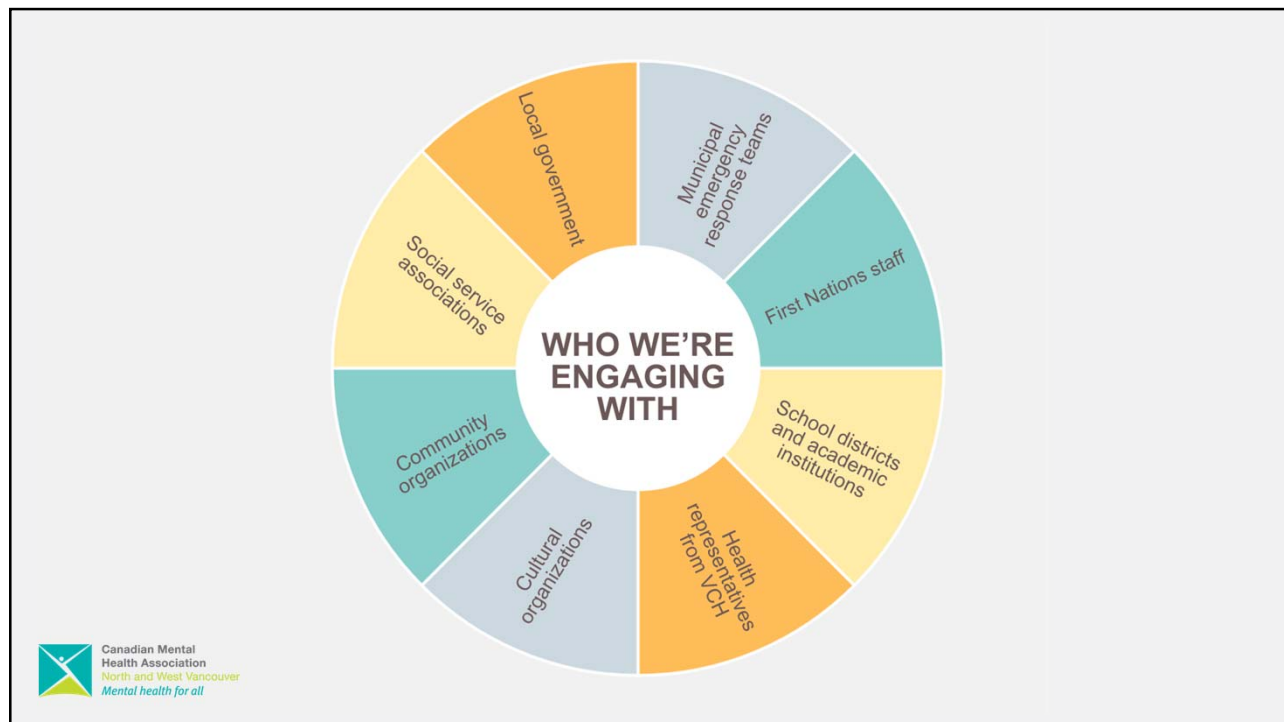 Local government
Municipal
emergency
response teams
First Nations staff
School districts
and academic
institutions
Health
representatives
from VCH
Cultural
organizations
Community
organizations
Social service
associations
WHO WE’RE
ENGAGING
WITH
Canadian Mental
Health Association
North and West Vancouver
Mental health for all